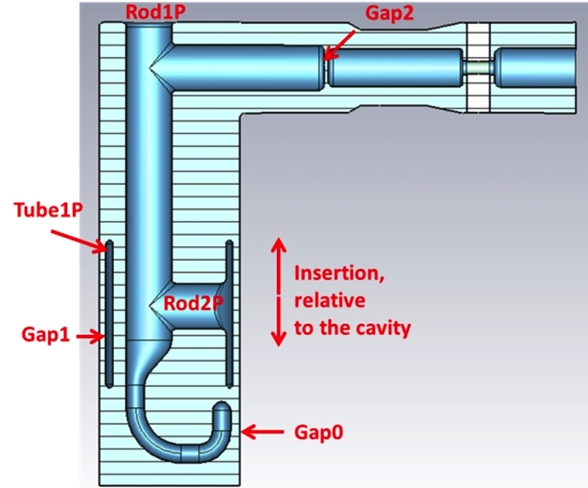 Rod1P
Gap2
Tube1P
Insertion,
relative
to the cavity
Rod2P
Gap1
Gap0